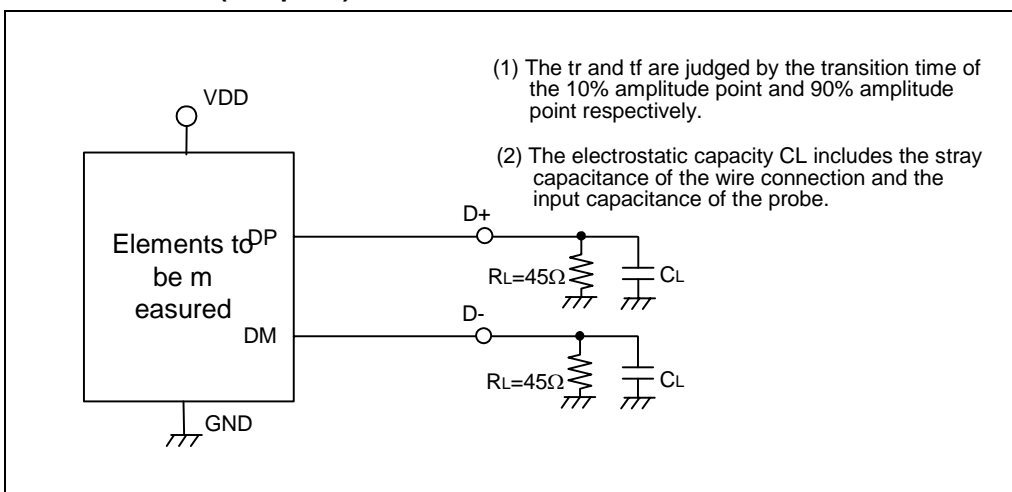 (1) The tr and tf are judged by the transition time of
the 10% amplitude point and 90% amplitude
point respectively.
(2) The electrostatic capacity CL includes the stray
capacitance of the wire connection and the
input capacitance of the probe.
VDD
Elements to
be m
easured
DP
DM
GND
D+
RL=45Ω
CL
D-
RL=45Ω
CL